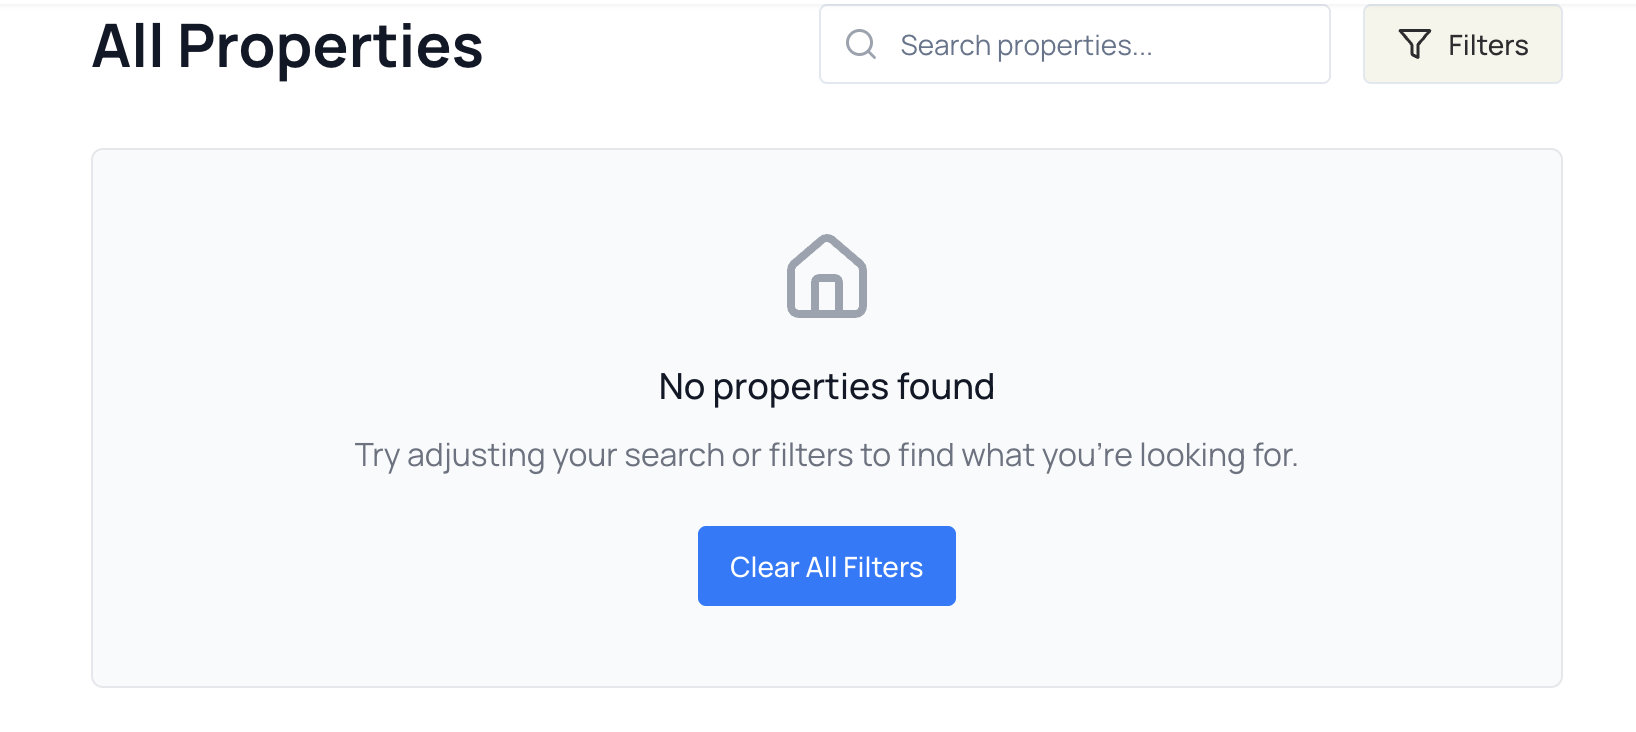 All Properties
Search properties...
Filters
No properties found
Try adjusting your search or filters to find what you're looking for.
Clear All Filters